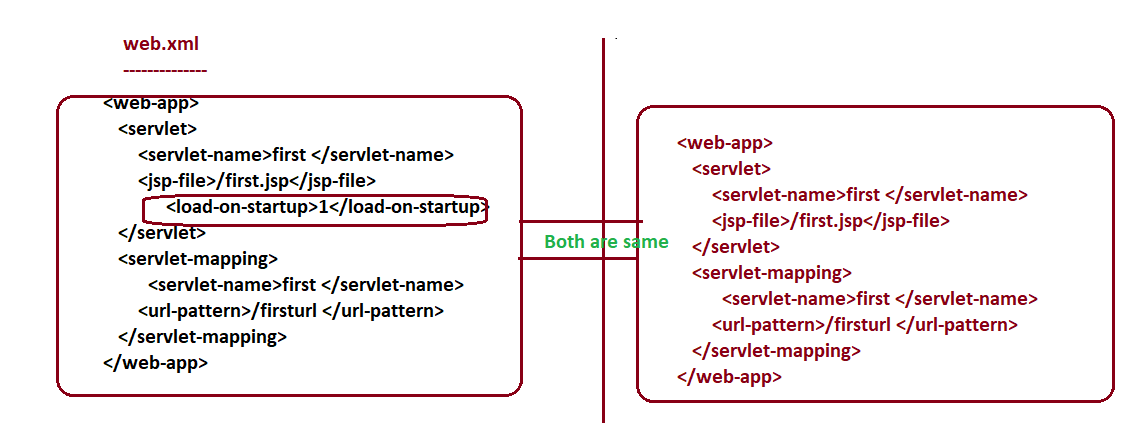 web.xml
--------------
<web-app>
<servlet>
<servlet-name>first </servlet-name>
<jsp-file>/first.jsp</jsp-file>
<load-on-startup>1</load-on-startup>
</servlet>
<servlet-mapping>
<servlet-name>first </servlet-name>
<url-pattern>/firsturl </url-pattern>
</servlet-mapping>
</web-app>
Both are same
<web-app>
<servlet>
<servlet-name>first </servlet-name>
<jsp-file>/first.jsp</jsp-file>
</servlet>
<servlet-mapping>
<servlet-name>first </servlet-name>
<url-pattern>/firsturl </url-pattern>
</servlet-mapping>
</web-app>